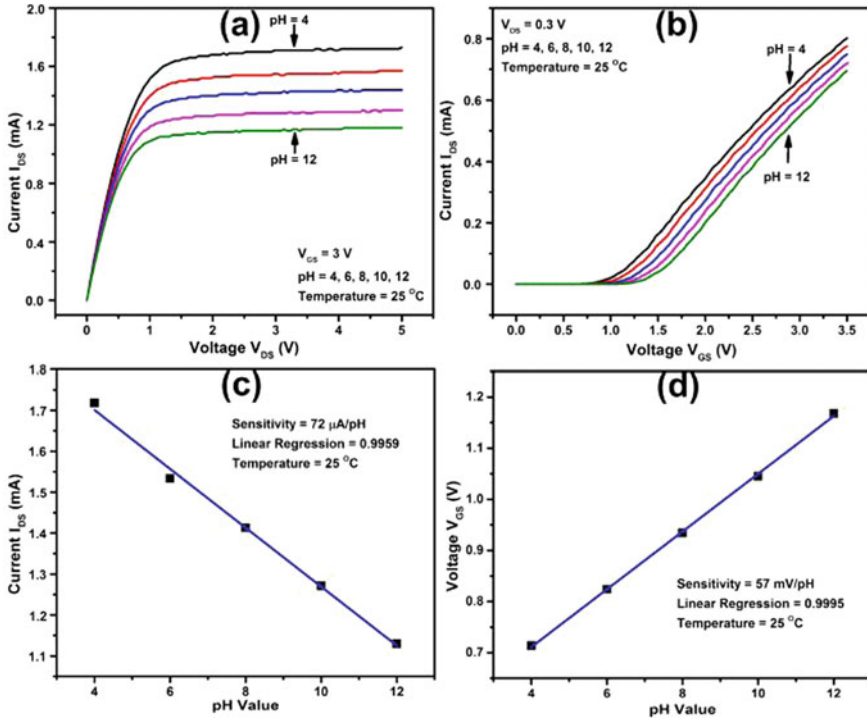 (a)
pH = 4
pH = 12
V_GS = 3 V
pH = 4, 6, 8, 10, 12
Temperature = 25 °C
Current I_DS (mA)
2.0
1.6
1.2
0.8
0.4
0.0
0 1 2 3 4 5
Voltage V_DS (V)
(b)
V_DS = 0.3 V
pH = 4, 6, 8, 10, 12
Temperature = 25 °C
pH = 4
pH = 12
Current I_DS (mA)
0.8
0.6
0.4
0.2
0.0
0.0 0.5 1.0 1.5 2.0 2.5 3.0 3.5
Voltage V_GS (V)
(c)
Sensitivity = 72 μA/pH
Linear Regression = 0.9959
Temperature = 25 °C
Current I_DS (mA)
1.8
1.7
1.6
1.5
1.4
1.3
1.2
1.1
4 6 8 10 12
pH Value
(d)
Sensitivity = 57 mV/pH
Linear Regression = 0.9995
Temperature = 25 °C
Voltage V_GS (V)
1.2
1.1
1.0
0.9
0.8
0.7
4 6 8 10 12
pH Value